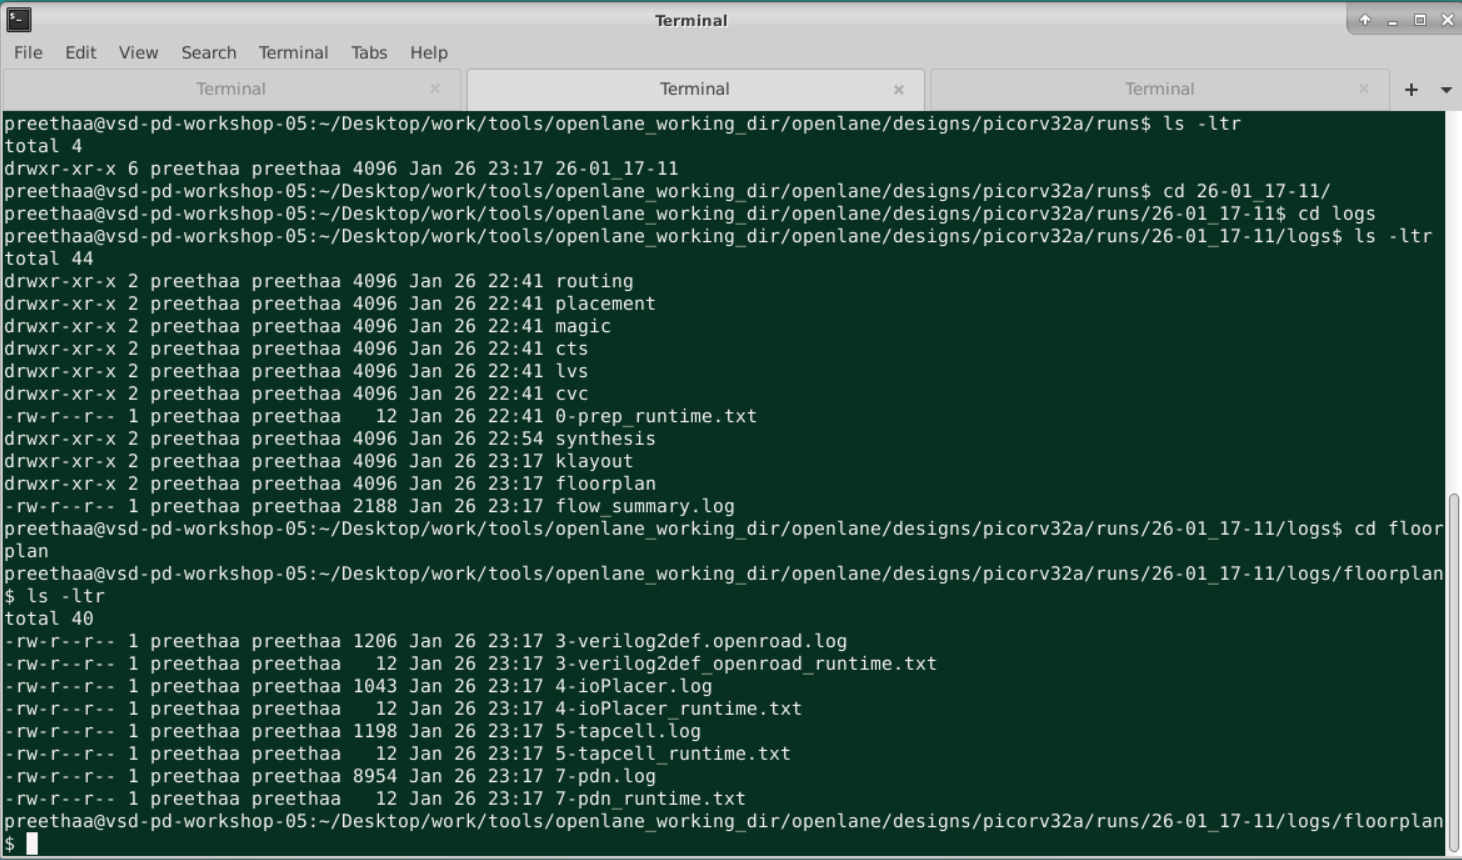 Terminal
File Edit View Search Terminal Tabs Help
Terminal Terminal Terminal
preethaa@vsd-pd-workshop-05:~/Desktop/work/tools/openlane_working_dir/openlane/designs/picorv32a/runs$ ls -ltr
total 4
drwxr-xr-x 6 preethaa preethaa 4096 Jan 26 23:17 26-01_17-11
preethaa@vsd-pd-workshop-05:~/Desktop/work/tools/openlane_working_dir/openlane/designs/picorv32a/runs$ cd 26-01_17-11/
preethaa@vsd-pd-workshop-05:~/Desktop/work/tools/openlane_working_dir/openlane/designs/picorv32a/runs/26-01_17-11$ cd logs
preethaa@vsd-pd-workshop-05:~/Desktop/work/tools/openlane_working_dir/openlane/designs/picorv32a/runs/26-01_17-11/logs$ ls -ltr
total 44
drwxr-xr-x 2 preethaa preethaa 4096 Jan 26 22:41 routing
drwxr-xr-x 2 preethaa preethaa 4096 Jan 26 22:41 placement
drwxr-xr-x 2 preethaa preethaa 4096 Jan 26 22:41 magic
drwxr-xr-x 2 preethaa preethaa 4096 Jan 26 22:41 cts
drwxr-xr-x 2 preethaa preethaa 4096 Jan 26 22:41 lvs
drwxr-xr-x 2 preethaa preethaa 4096 Jan 26 22:41 cvc
-rw-r--r-- 1 preethaa preethaa   12 Jan 26 22:41 0-prep_runtime.txt
drwxr-xr-x 2 preethaa preethaa 4096 Jan 26 22:54 synthesis
drwxr-xr-x 2 preethaa preethaa 4096 Jan 26 23:17 klayout
drwxr-xr-x 2 preethaa preethaa 4096 Jan 26 23:17 floorplan
-rw-r--r-- 1 preethaa preethaa 2188 Jan 26 23:17 flow_summary.log
preethaa@vsd-pd-workshop-05:~/Desktop/work/tools/openlane_working_dir/openlane/designs/picorv32a/runs/26-01_17-11/logs$ cd floor
plan
preethaa@vsd-pd-workshop-05:~/Desktop/work/tools/openlane_working_dir/openlane/designs/picorv32a/runs/26-01_17-11/logs/floorplan
$ ls -ltr
total 40
-rw-r--r-- 1 preethaa preethaa 1206 Jan 26 23:17 3-verilog2def.openroad.log
-rw-r--r-- 1 preethaa preethaa   12 Jan 26 23:17 3-verilog2def_openroad_runtime.txt
-rw-r--r-- 1 preethaa preethaa 1043 Jan 26 23:17 4-ioPlacer.log
-rw-r--r-- 1 preethaa preethaa   12 Jan 26 23:17 4-ioPlacer_runtime.txt
-rw-r--r-- 1 preethaa preethaa 1198 Jan 26 23:17 5-tapcell.log
-rw-r--r-- 1 preethaa preethaa   12 Jan 26 23:17 5-tapcell_runtime.txt
-rw-r--r-- 1 preethaa preethaa 8954 Jan 26 23:17 7-pdn.log
-rw-r--r-- 1 preethaa preethaa   12 Jan 26 23:17 7-pdn_runtime.txt
preethaa@vsd-pd-workshop-05:~/Desktop/work/tools/openlane_working_dir/openlane/designs/picorv32a/runs/26-01_17-11/logs/floorplan
$